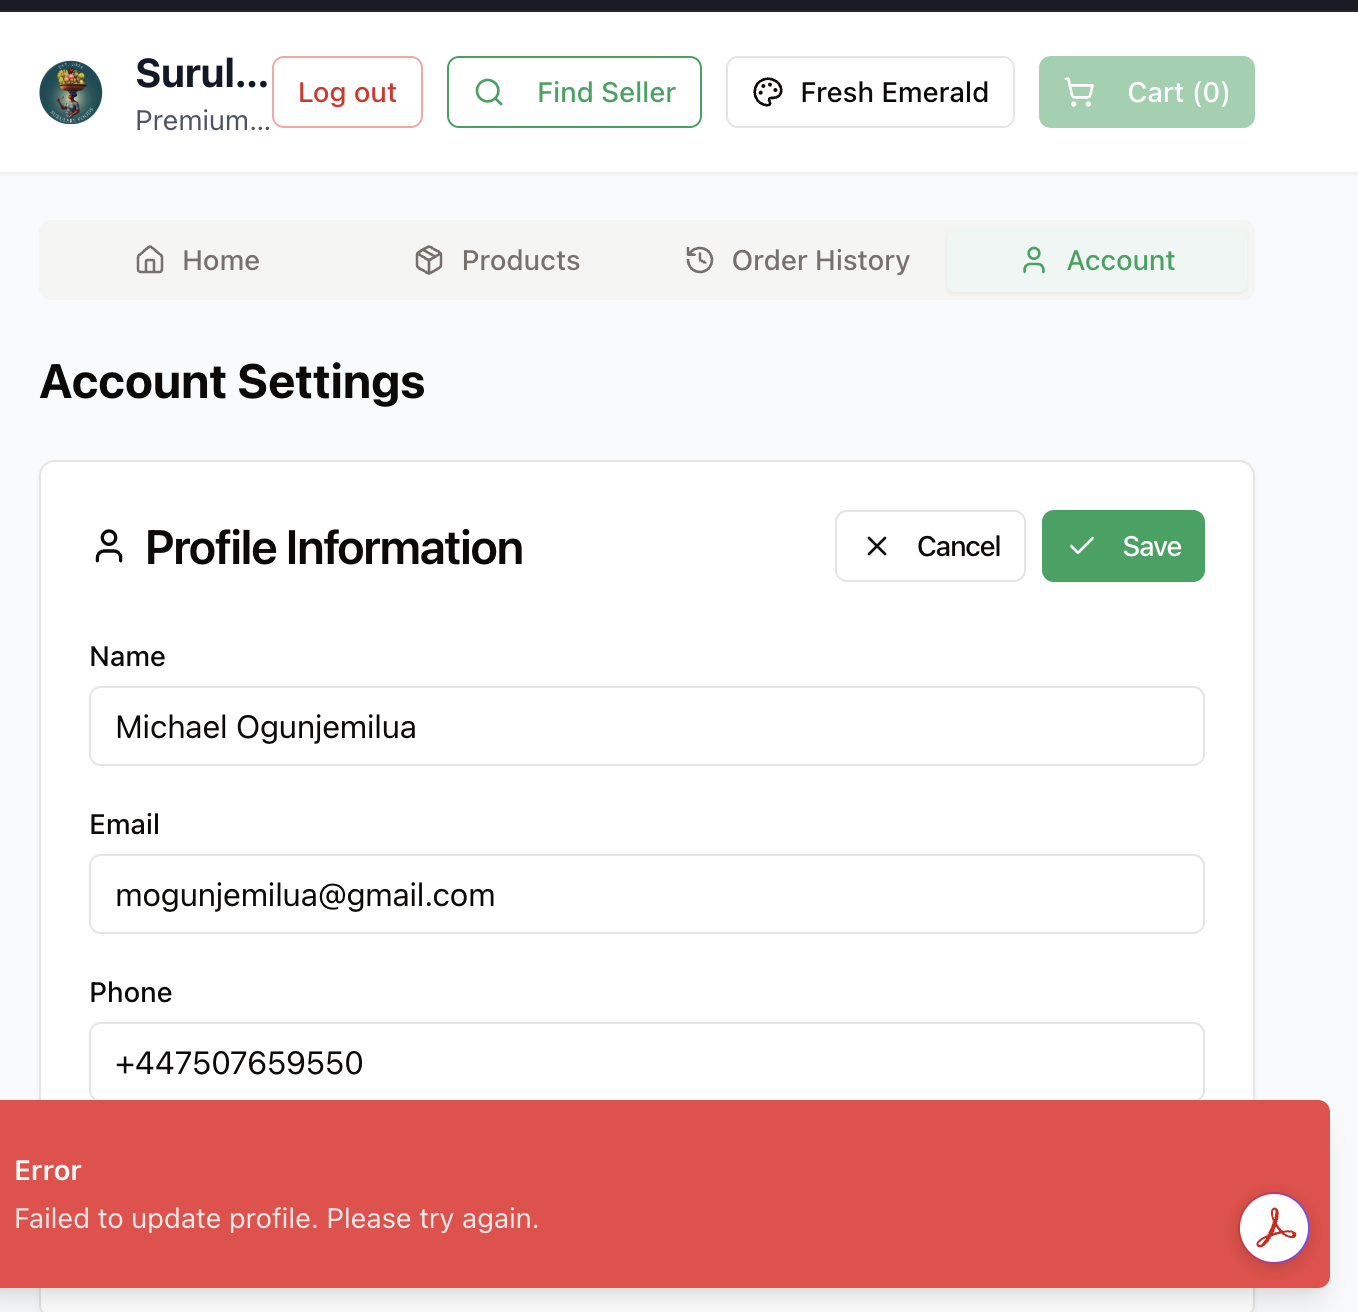 Surul...
Premium...
Log out
Find Seller
Fresh Emerald
Cart (0)
Home
Products
Order History
Account
Account Settings
Profile Information
Cancel
Save
Name
Michael Ogunjemilua
Email
mogunjemilua@gmail.com
Phone
+447507659550
Error
Failed to update profile. Please try again.